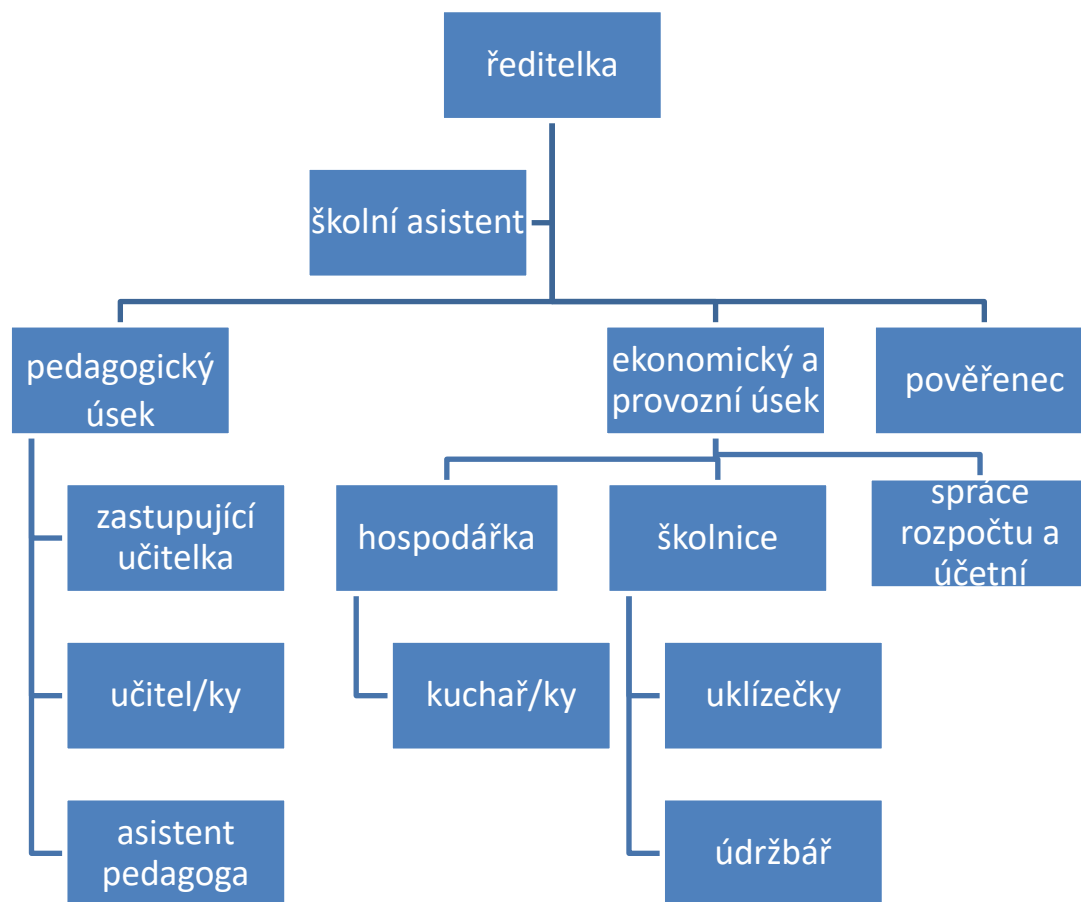 ředitelka
školní asistent
pedagogický
úsek
ekonomický a
provozní úsek
pověřenec
zastupující
učitelka
hospodářka
školnice
spráce
rozpočtu a
účetní
učitel/ky
kuchař/ky
uklízečky
asistent
pedagoga
údržbář